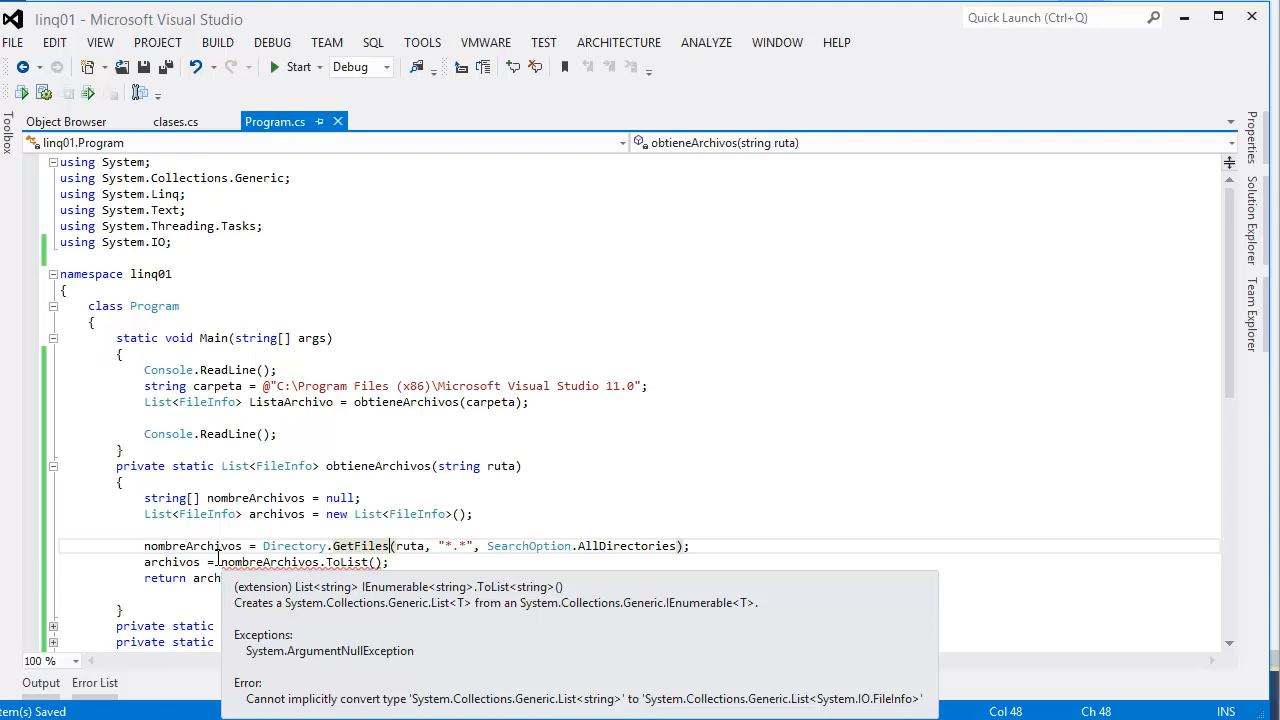 linq01 - Microsoft Visual Studio
Quick Launch (Ctrl+Q)
FILE EDIT VIEW PROJECT BUILD DEBUG TEAM SQL TOOLS VMWARE TEST ARCHITECTURE ANALYZE WINDOW HELP
Start Debug
Toolbox
Object Browser clases.cs Program.cs
linq01.Program obtieneArchivos(string ruta)
using System;
using System.Collections.Generic;
using System.Linq;
using System.Text;
using System.Threading.Tasks;
using System.IO;
namespace linq01
{
class Program
{
static void Main(string[] args)
{
Console.ReadLine();
string carpeta = @"C:\Program Files (x86)\Microsoft Visual Studio 11.0";
List<FileInfo> ListaArchivo = obtieneArchivos(carpeta);
Console.ReadLine();
}
private static List<FileInfo> obtieneArchivos(string ruta)
{
string[] nombreArchivos = null;
List<FileInfo> archivos = new List<FileInfo>();
nombreArchivos = Directory.GetFiles(ruta, "*.*", SearchOption.AllDirectories);
archivos = nombreArchivos.ToList();
return arch
(extension) List<string> IEnumerable<string>.ToList<string>()
Creates a System.Collections.Generic.List<T> from an System.Collections.Generic.IEnumerable<T>.
Exceptions:
System.ArgumentNullException
Error:
Cannot implicitly convert type 'System.Collections.Generic.List<string>' to 'System.Collections.Generic.List<System.IO.FileInfo>'
}
private static
private static
Properties
Solution Explorer
Team Explorer
100 %
Output Error List
tem(s) Saved Col 48 Ch 48 INS